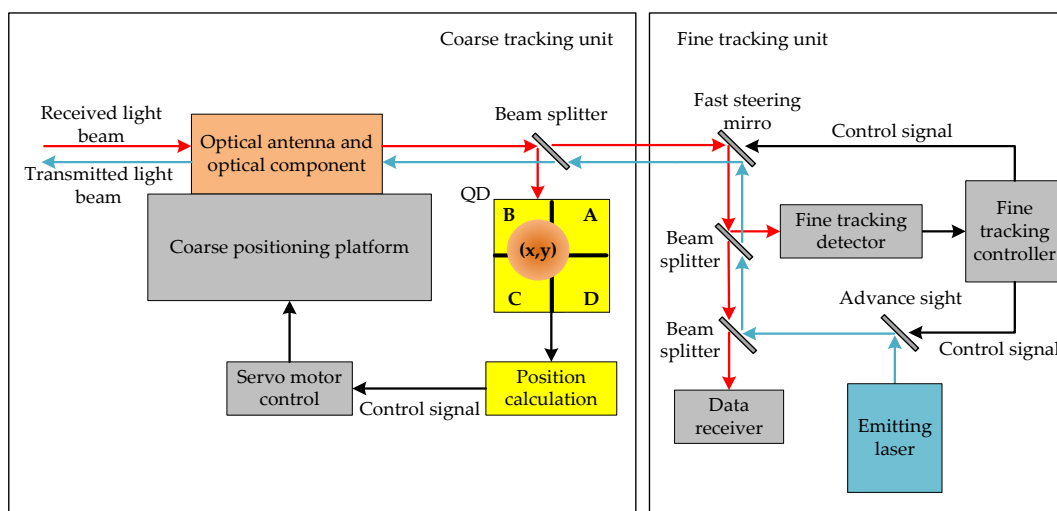 Coarse tracking unit
Received light
beam
Optical antenna and
optical component
Transmitted light
beam
Beam splitter
Coarse positioning platform
QD
B
A
(x,y)
C
D
Servo motor
control
Control signal
Position
calculation
Fine tracking unit
Fast steering
mirro
Control signal
Beam
splitter
Fine tracking
detector
Fine
tracking
controller
Advance sight
Beam
splitter
Control signal
Data
receiver
Emitting
laser